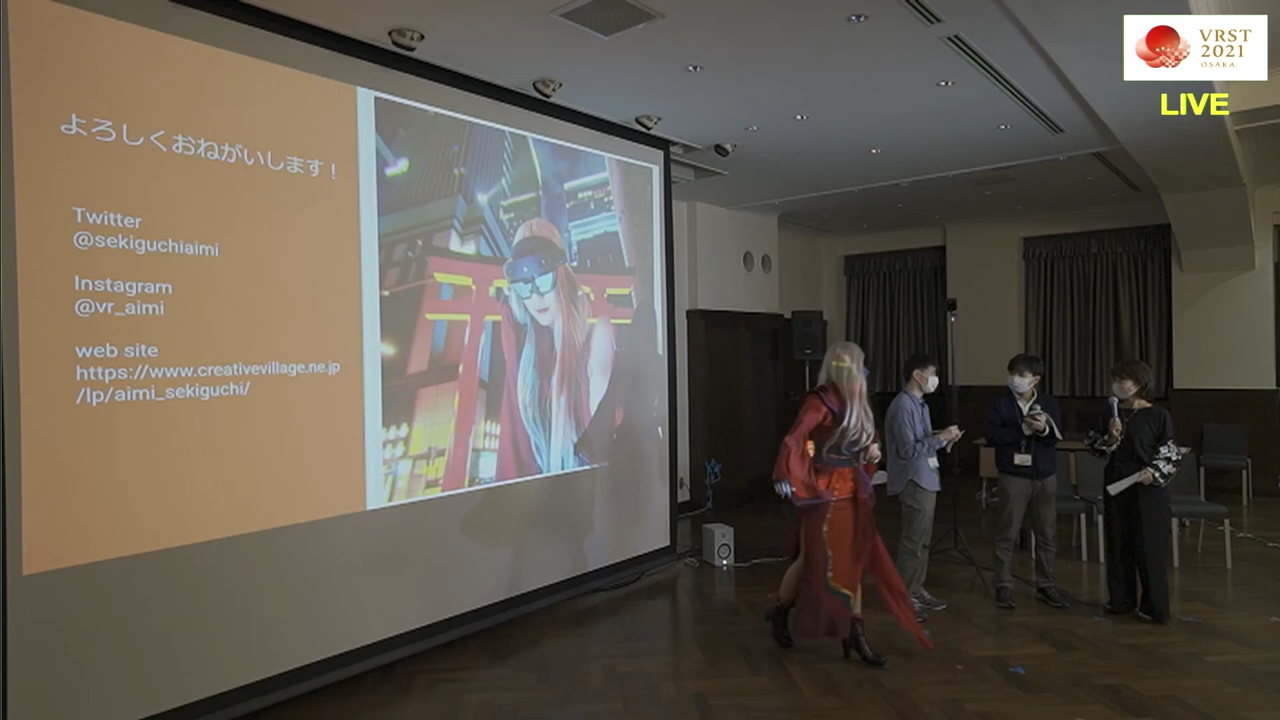 よろしくおねがいします！
Twitter
@sekiguchiaimi
Instagram
@vr_aimi
web site
https://www.creativevillage.ne.jp
/lp/aimi_sekiguchi/
VRST
2021
OSAKA
LIVE